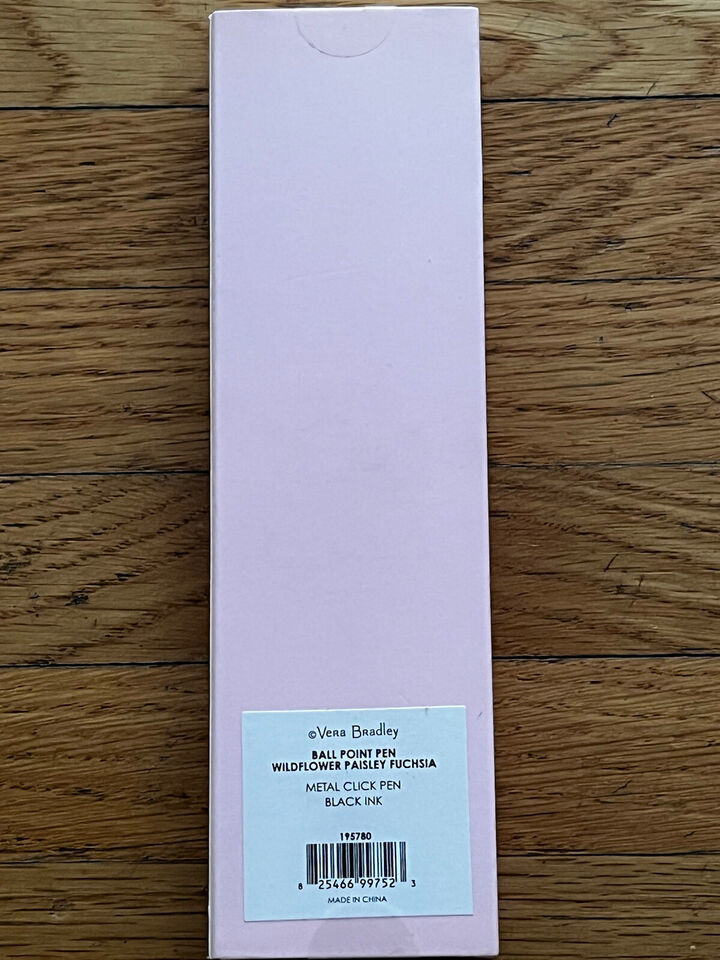 ©Vera Bradley
BALL POINT PEN
WILDFLOWER PAISLEY FUCHSIA
METAL CLICK PEN
BLACK INK
195780
8 25466 99752 3
MADE IN CHINA